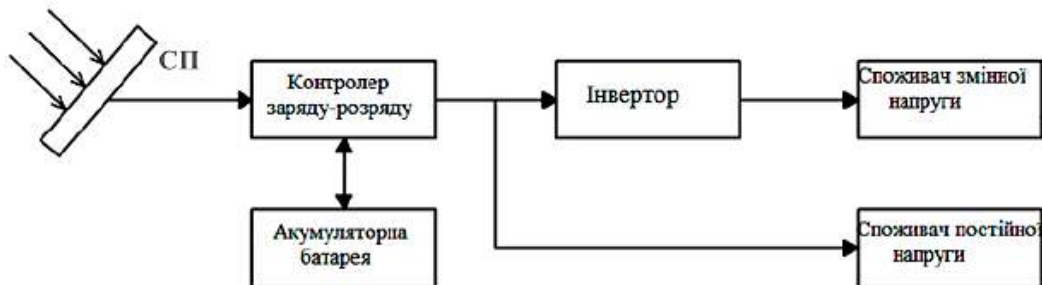 СП
Контролер
заряду-розряду
Інвертор
Споживач змінної
напруги
Акумуляторна
батарея
Споживач постійної
напруги